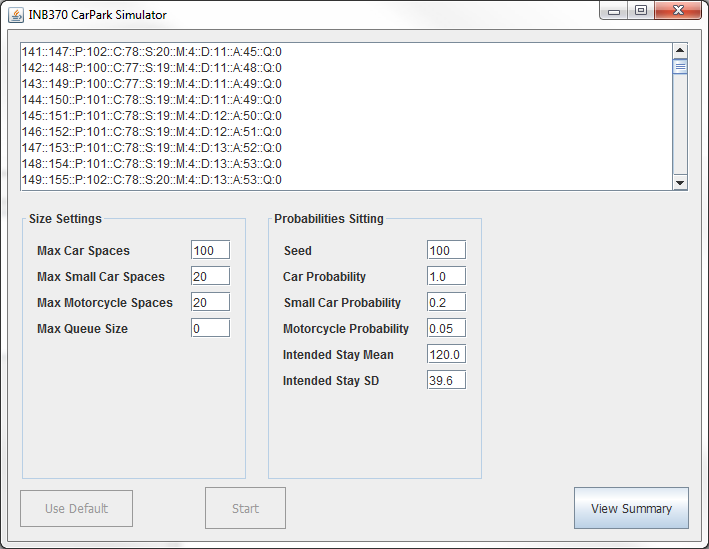 INB370 CarPark Simulator
141::147::P:102::C:78::S:20::M:4::D:11::A:45::Q:0
142::148::P:100::C:77::S:19::M:4::D:11::A:48::Q:0
143::149::P:100::C:77::S:19::M:4::D:11::A:49::Q:0
144::150::P:101::C:78::S:19::M:4::D:11::A:49::Q:0
145::151::P:101::C:78::S:19::M:4::D:12::A:50::Q:0
146::152::P:101::C:78::S:19::M:4::D:12::A:51::Q:0
147::153::P:101::C:78::S:19::M:4::D:13::A:52::Q:0
148::154::P:101::C:78::S:19::M:4::D:13::A:53::Q:0
149::155::P:102::C:78::S:20::M:4::D:13::A:53::Q:0
Size Settings
Max Car Spaces 100
Max Small Car Spaces 20
Max Motorcycle Spaces 20
Max Queue Size 0
Probabilities Sitting
Seed 100
Car Probability 1.0
Small Car Probability 0.2
Motorcycle Probability 0.05
Intended Stay Mean 120.0
Intended Stay SD 39.6
Use Default Start View Summary